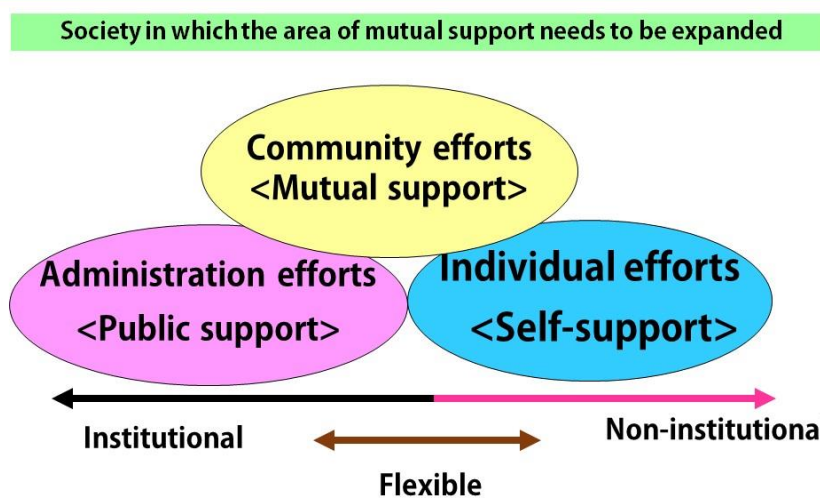 Society in which the area of mutual support needs to be expanded
Community efforts
<Mutual support>
Administration efforts
<Public support>
Individual efforts
<Self-support>
Institutional
Non-institutional
Flexible